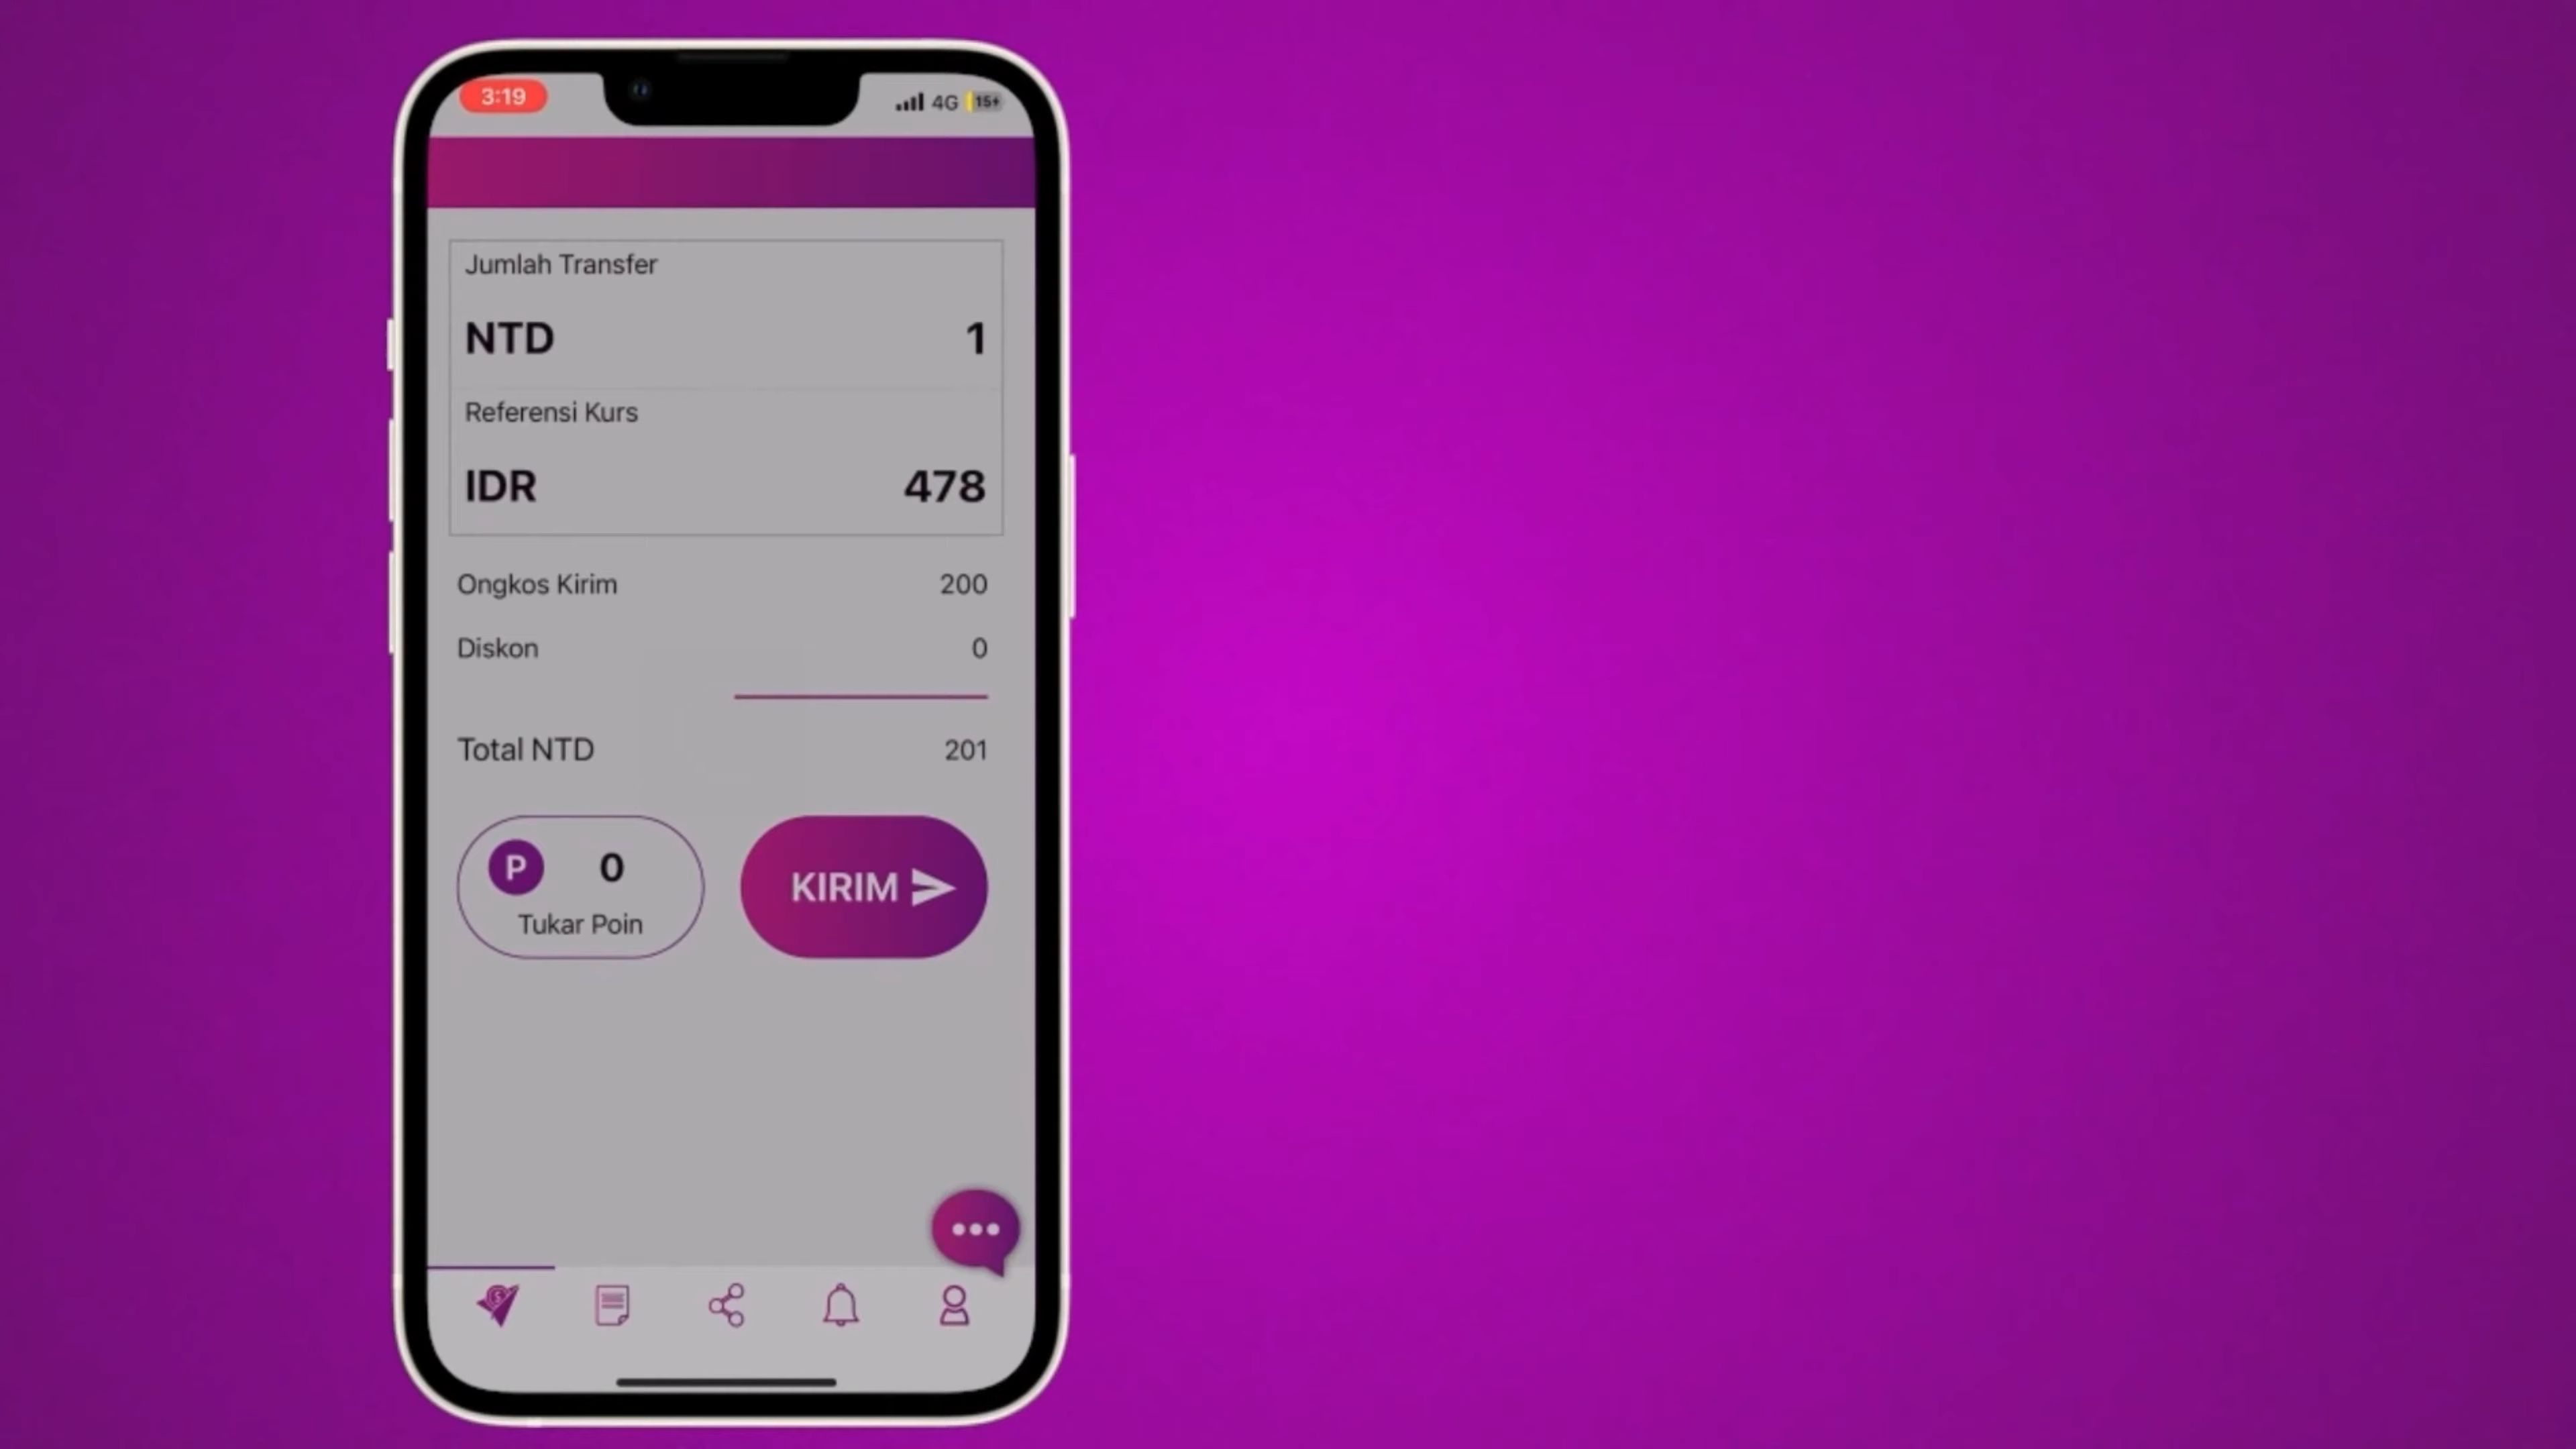 3:19
4G 15+
Jumlah Transfer
NTD 1
Referensi Kurs
IDR 478
Ongkos Kirim 200
Diskon 0
Total NTD 201
P 0
Tukar Poin
KIRIM